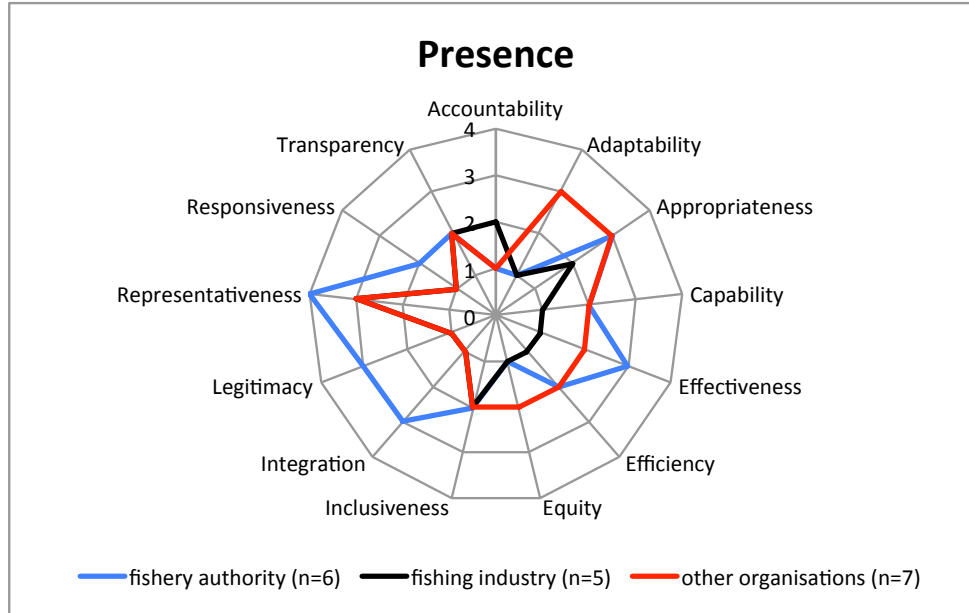 Presence
Accountability
4
Transparency
Adaptability
3
Responsiveness
Appropriateness
2
1
Representativeness
Capability
0
Legitimacy
Effectiveness
Integration
Efficiency
Inclusiveness
Equity
fishery authority (n=6) fishing industry (n=5) other organisations (n=7)